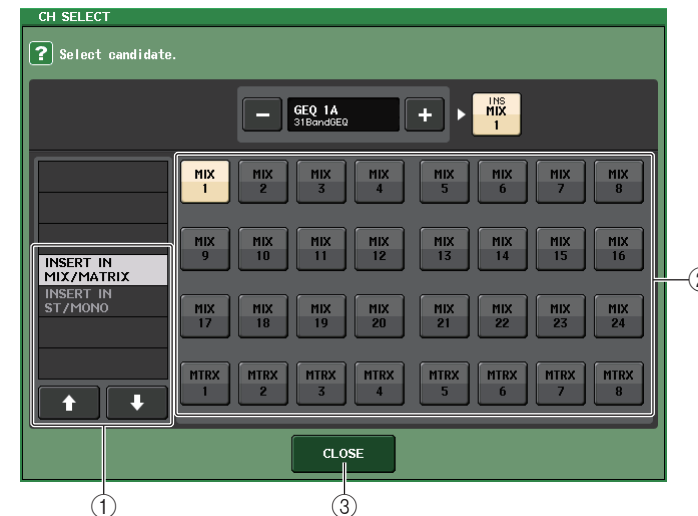 CH SELECT
? Select candidate.
− GEQ 1A + INS
31BandGEQ MIX
1
MIX MIX MIX MIX MIX MIX MIX MIX
1 2 3 4 5 6 7 8
MIX MIX MIX MIX MIX MIX MIX MIX
9 10 11 12 13 14 15 16
INSERT IN
MIX/MATRIX
INSERT IN
ST/MONO
MIX MIX MIX MIX MIX MIX MIX MIX
17 18 19 20 21 22 23 24
MTRX MTRX MTRX MTRX MTRX MTRX MTRX MTRX
1 2 3 4 5 6 7 8
CLOSE
① ③
②